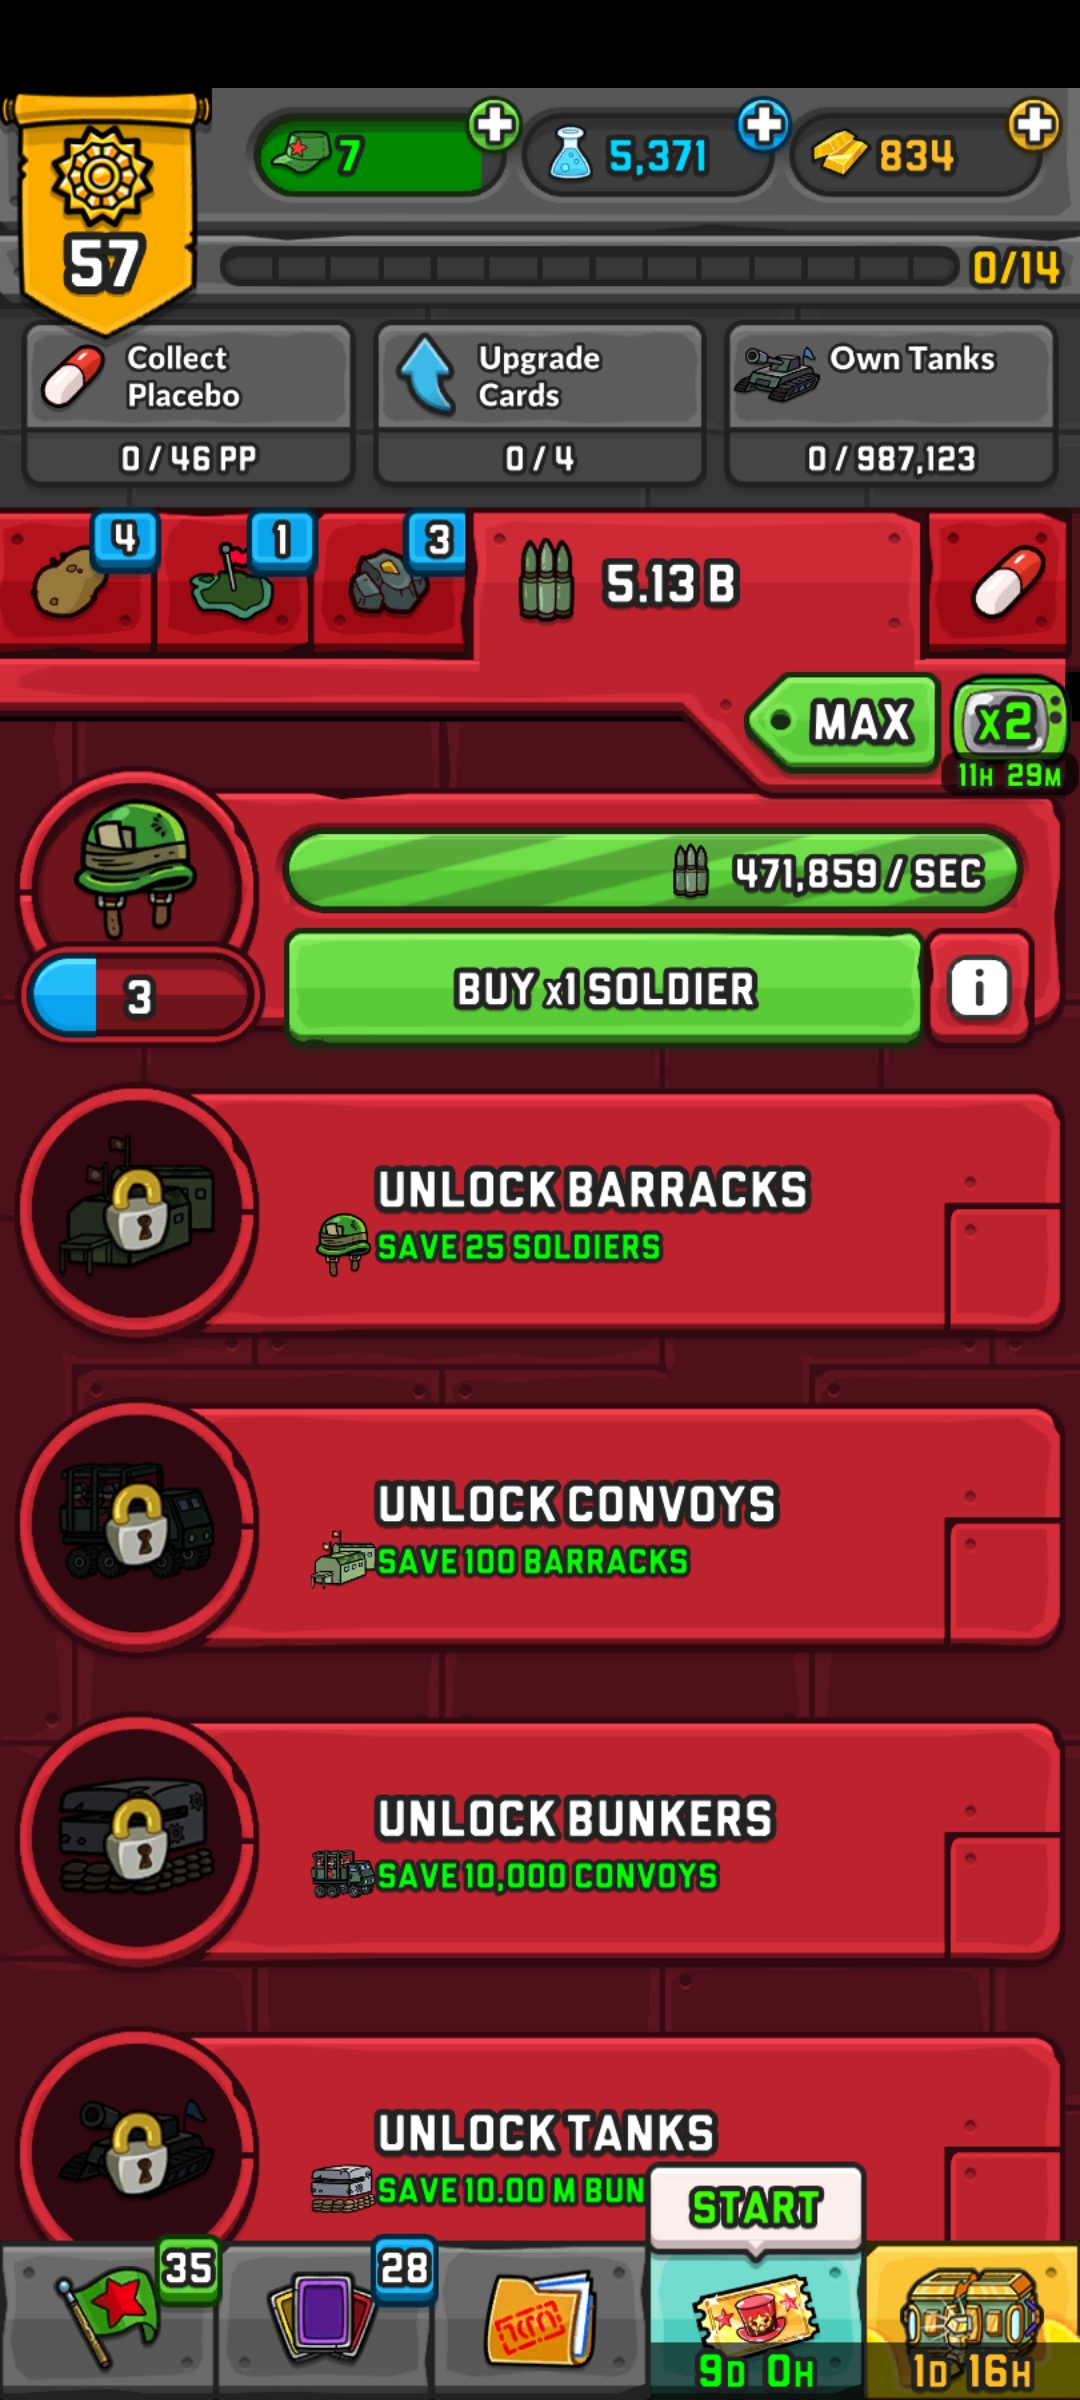 7
5,371
834
57
0/14
Collect
Placebo
0 / 46 PP
Upgrade
Cards
0 / 4
Own Tanks
0 / 987,123
4
1
3
5.13 B
MAX
x2
11H 29M
471,859 / SEC
3
BUY x1 SOLDIER
i
UNLOCK BARRACKS
SAVE 25 SOLDIERS
UNLOCK CONVOYS
SAVE 100 BARRACKS
UNLOCK BUNKERS
SAVE 10,000 CONVOYS
UNLOCK TANKS
SAVE 10.00 M BUN
START
35
28
9D 0H
1D 16H